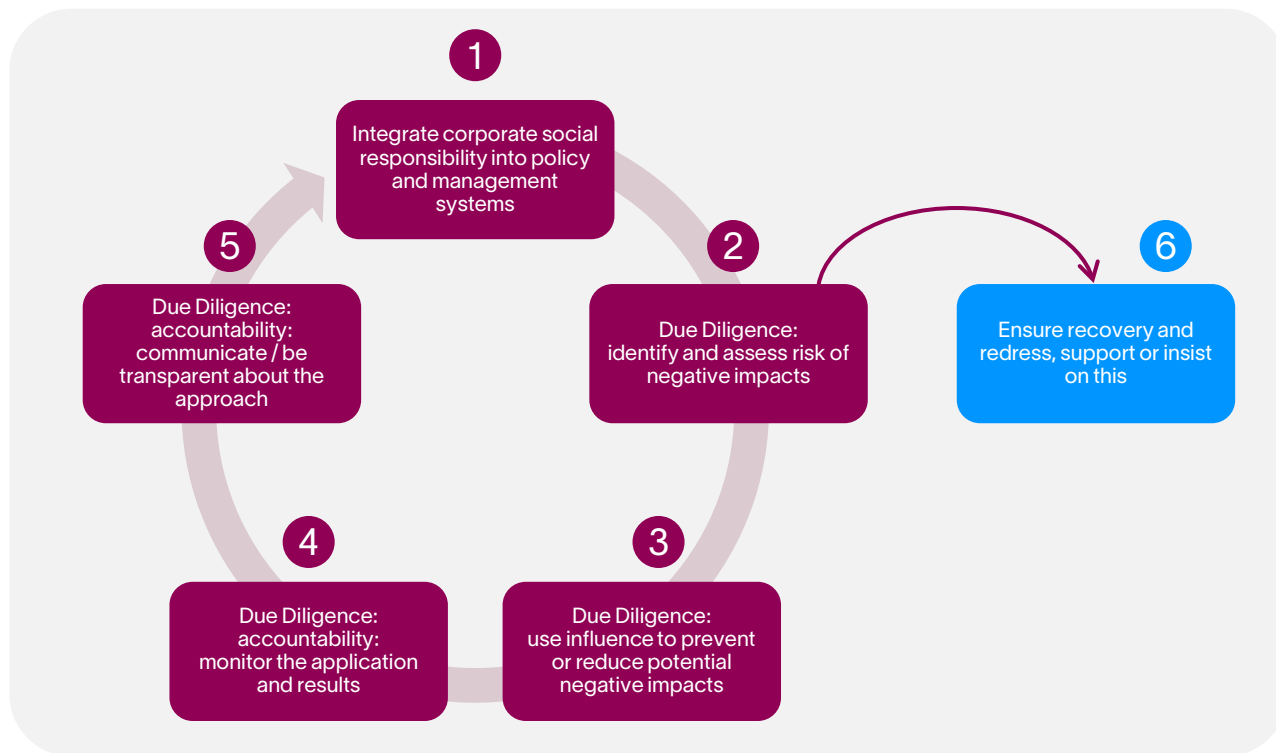 1
Integrate corporate social
responsibility into policy
and management
systems
2
Due Diligence:
identify and assess risk of
negative impacts
3
Due Diligence:
use influence to prevent
or reduce potential
negative impacts
4
Due Diligence:
accountability:
monitor the application
and results
5
Due Diligence:
accountability:
communicate / be
transparent about the
approach
6
Ensure recovery and
redress, support or insist
on this